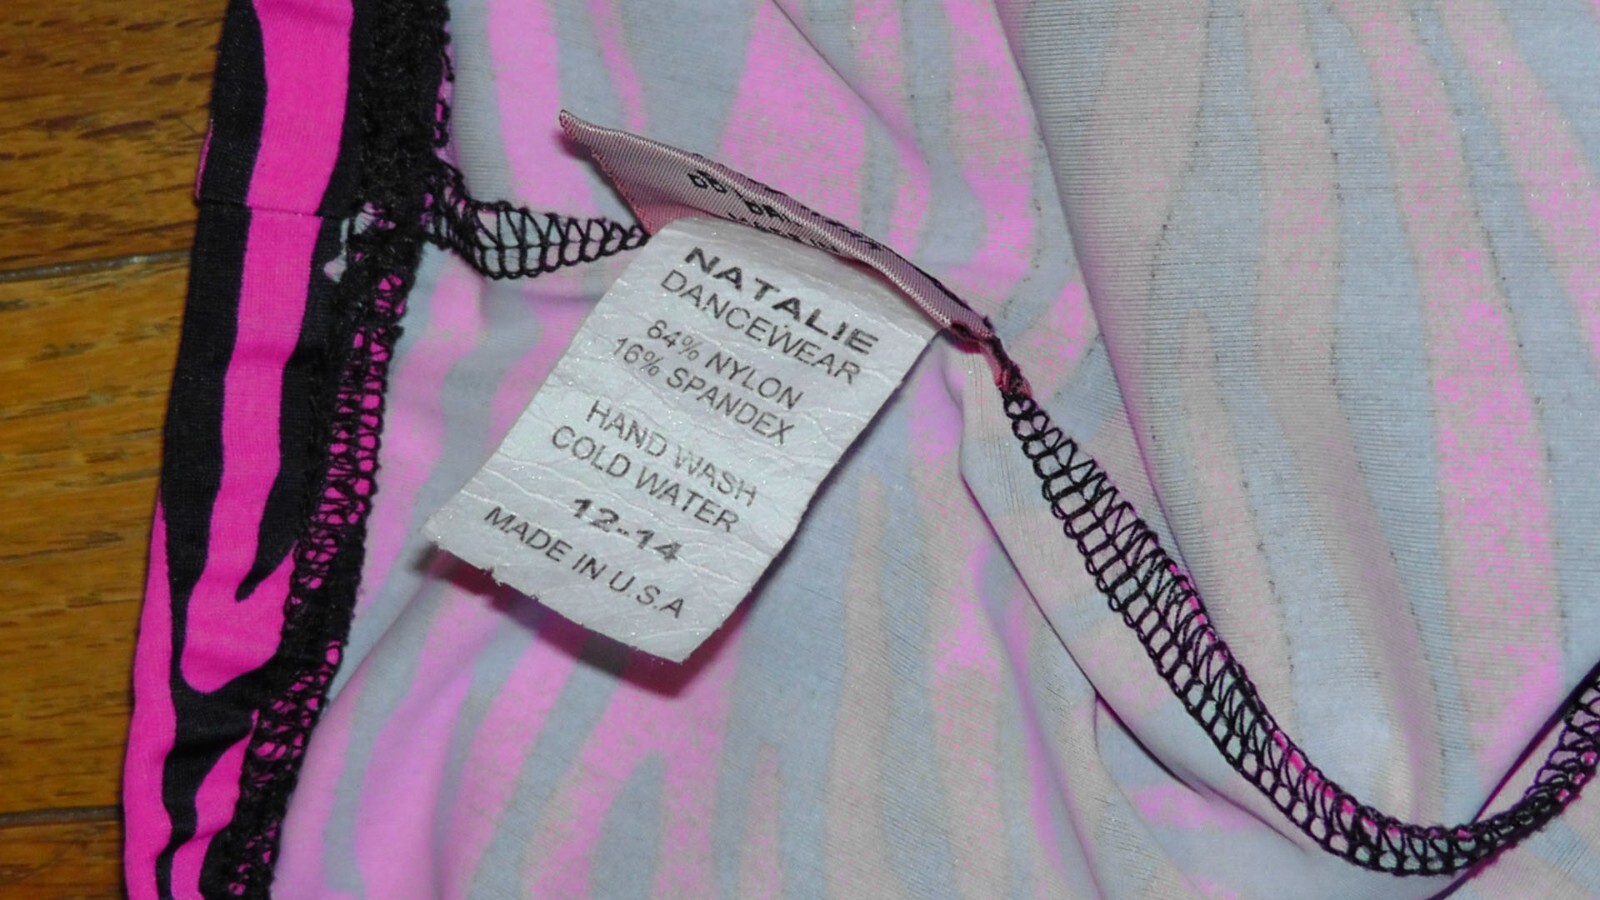 NATALIE
DANCEWEAR
84% NYLON
16% SPANDEX
HAND WASH
COLD WATER
12-14
MADE IN U.S.A